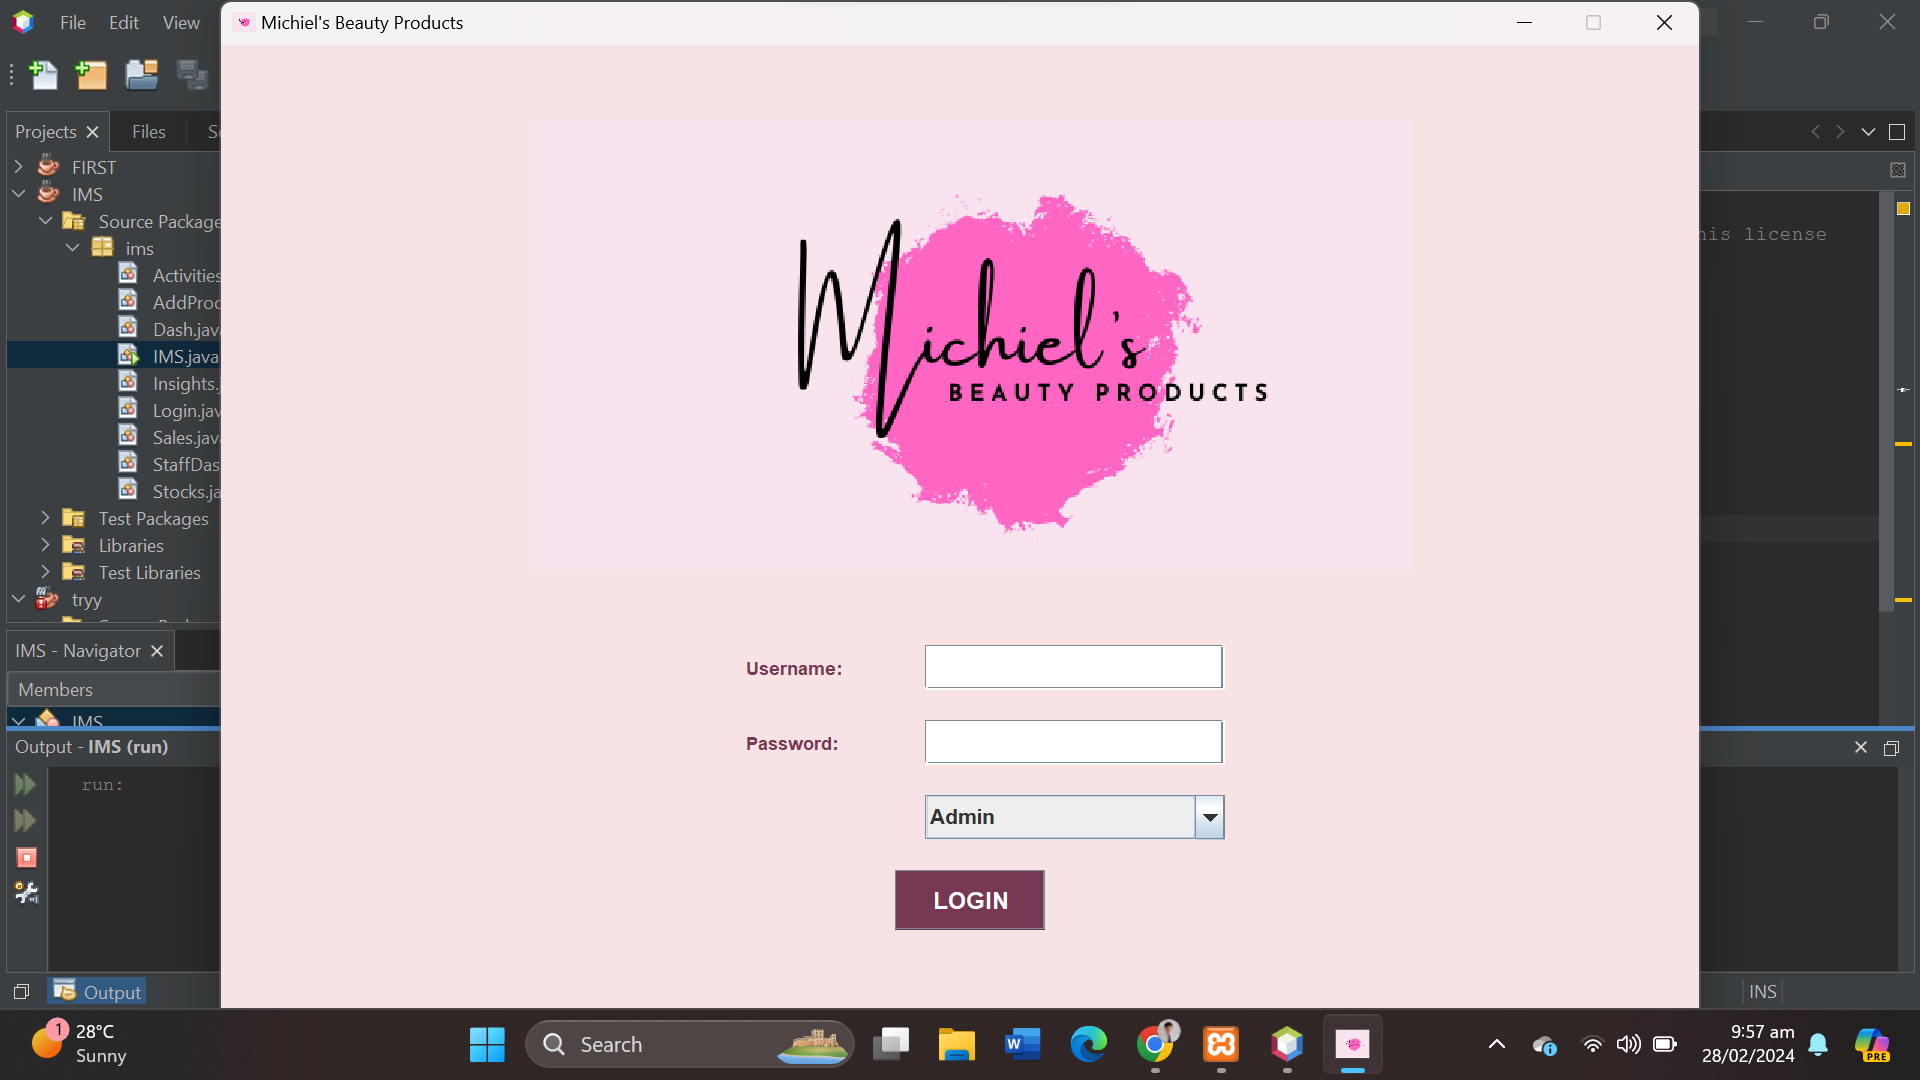 File Edit View
Michiel's Beauty Products
Projects Files
FIRST
IMS
Source Package
ims
Activities
AddProd
Dash.java
IMS.java
Insights.j
Login.jav
Sales.java
StaffDas
Stocks.ja
Test Packages
Libraries
Test Libraries
tryy
IMS - Navigator
Members
IMS
Output - IMS (run)
run:
Output
his license
INS
Michiel's
BEAUTY PRODUCTS
Username:
Password:
Admin
LOGIN
1
28°C
Sunny
Search
W
PRE
9:57 am
28/02/2024